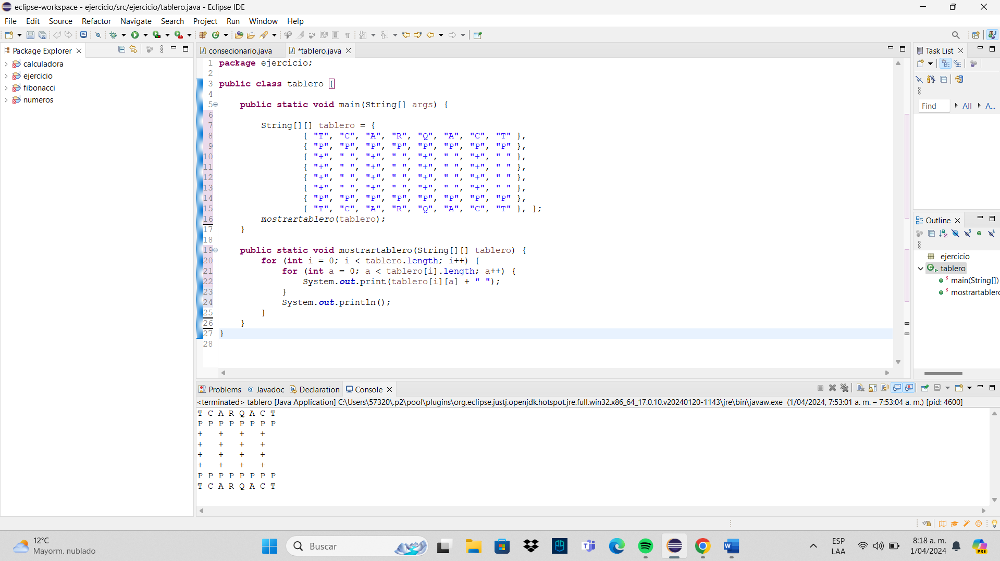 eclipse-workspace - ejercicio/src/ejercicio/tablero.java - Eclipse IDE
File Edit Source Refactor Navigate Search Project Run Window Help
Package Explorer
calculadora
ejercicio
fibonacci
numeros
consecionario.java *tablero.java
1 package ejercicio;
2
3 public class tablero {
4
5 public static void main(String[] args) {
6
7 String[][] tablero = {
8 { "T", "C", "A", "R", "Q", "A", "C", "T" },
9 { "P", "P", "P", "P", "P", "P", "P", "P" },
10 { "+", " ", "+", " ", "+", " ", "+", " " },
11 { "+", " ", "+", " ", "+", " ", "+", " " },
12 { "+", " ", "+", " ", "+", " ", "+", " " },
13 { "+", " ", "+", " ", "+", " ", "+", " " },
14 { "P", "P", "P", "P", "P", "P", "P", "P" },
15 { "T", "C", "A", "R", "Q", "A", "C", "T" }, };
16 mostrartablero(tablero);
17 }
18
19 public static void mostrartablero(String[][] tablero) {
20 for (int i = 0; i < tablero.length; i++) {
21 for (int a = 0; a < tablero[i].length; a++) {
22 System.out.print(tablero[i][a] + " ");
23 }
24 System.out.println();
25 }
26 }
27 }
28
Task List
Find All A...
Outline
ejercicio
tablero
main(String[])
mostrartablero
Problems Javadoc Declaration Console
<terminated> tablero [Java Application] C:\Users\57320\.p2\pool\plugins\org.eclipse.justj.openjdk.hotspot.jre.full.win32.x86_64_17.0.10.v20240120-1143\jre\bin\javaw.exe (1/04/2024, 7:53:01 a. m. – 7:53:04 a. m.) [pid: 4600]
T C A R Q A C T
P P P P P P P P
+   +   +   +
+   +   +   +
+   +   +   +
+   +   +   +
P P P P P P P P
T C A R Q A C T
12°C
Mayorm. nublado
Buscar
ESP
LAA
8:18 a. m.
1/04/2024
PRE